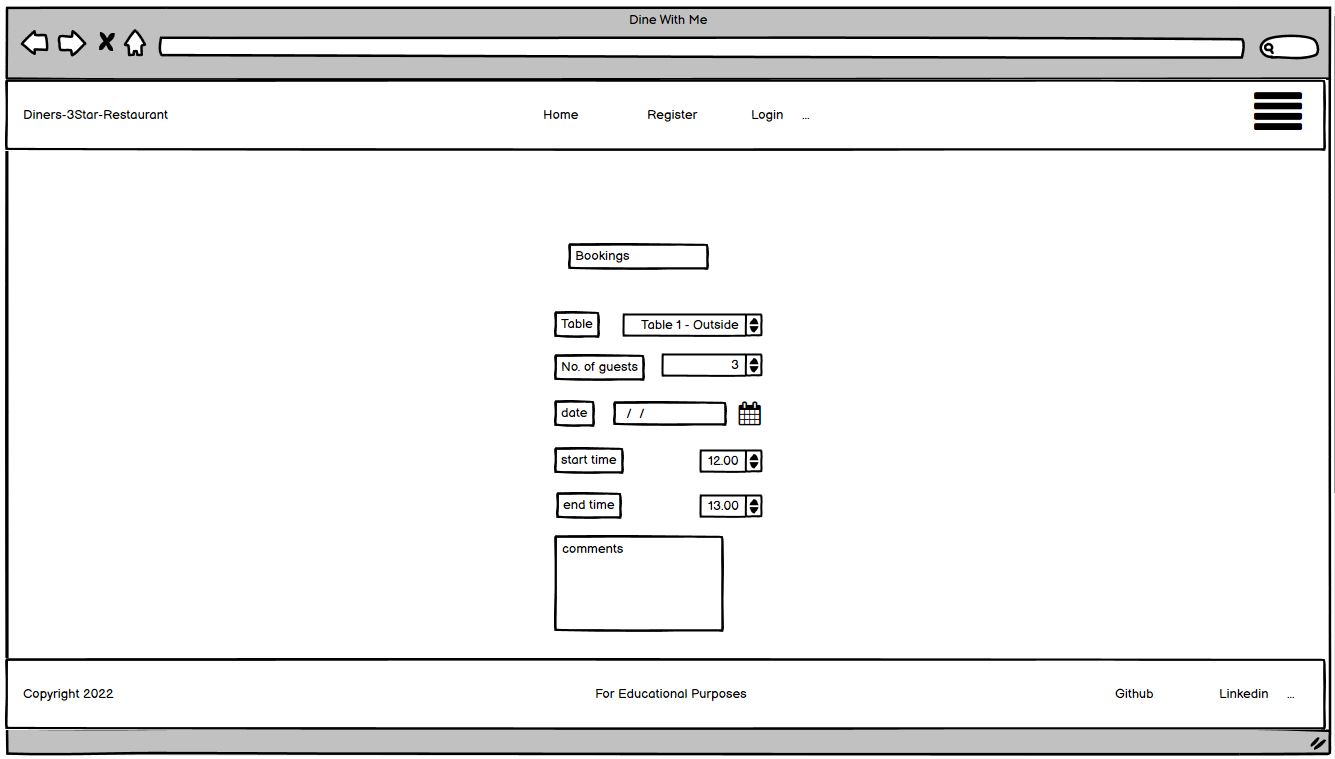 Dine With Me
Diners-3Star-Restaurant Home Register Login ...
Bookings
Table Table 1 - Outside
No. of guests 3
date / /
start time 12.00
end time 13.00
comments
Copyright 2022 For Educational Purposes Github Linkedin ...